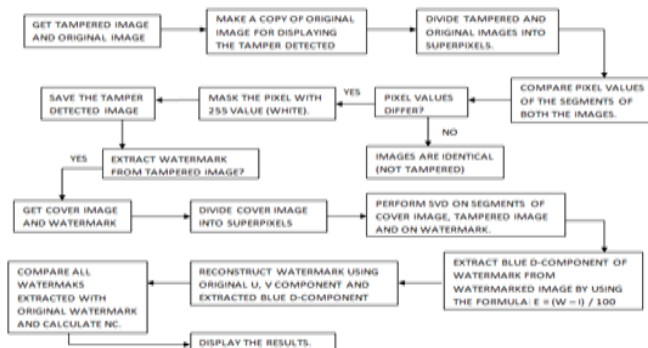 GET TAMPERED IMAGE
AND ORIGINAL IMAGE
MAKE A COPY OF ORIGINAL
IMAGE FOR DISPLAYING
THE TAMPER DETECTED
DIVIDE TAMPERED AND
ORIGINAL IMAGES INTO
SUPERPIXELS.
COMPARE PIXEL VALUES
OF THE SEGMENTS OF
BOTH THE IMAGES.
PIXEL VALUES
DIFFER?
YES
MASK THE PIXEL WITH
255 VALUE (WHITE).
SAVE THE TAMPER
DETECTED IMAGE
NO
IMAGES ARE IDENTICAL
(NOT TAMPERED)
EXTRACT WATERMARK
FROM TAMPERED IMAGE?
YES
GET COVER IMAGE
AND WATERMARK
DIVIDE COVER IMAGE
INTO SUPERPIXELS
PERFORM SVD ON SEGMENTS OF
COVER IMAGE, TAMPERED IMAGE
AND ON WATERMARK.
EXTRACT BLUE D-COMPONENT OF
WATERMARK FROM
WATERMARKED IMAGE BY USING
THE FORMULA: E = (W – I) / 100
RECONSTRUCT WATERMARK USING
ORIGINAL U, V COMPONENT AND
EXTRACTED BLUE D-COMPONENT
COMPARE ALL
WATERMAKS
EXTRACTED WITH
ORIGINAL WATERMARK
AND CALCULATE NC.
DISPLAY THE RESULTS.